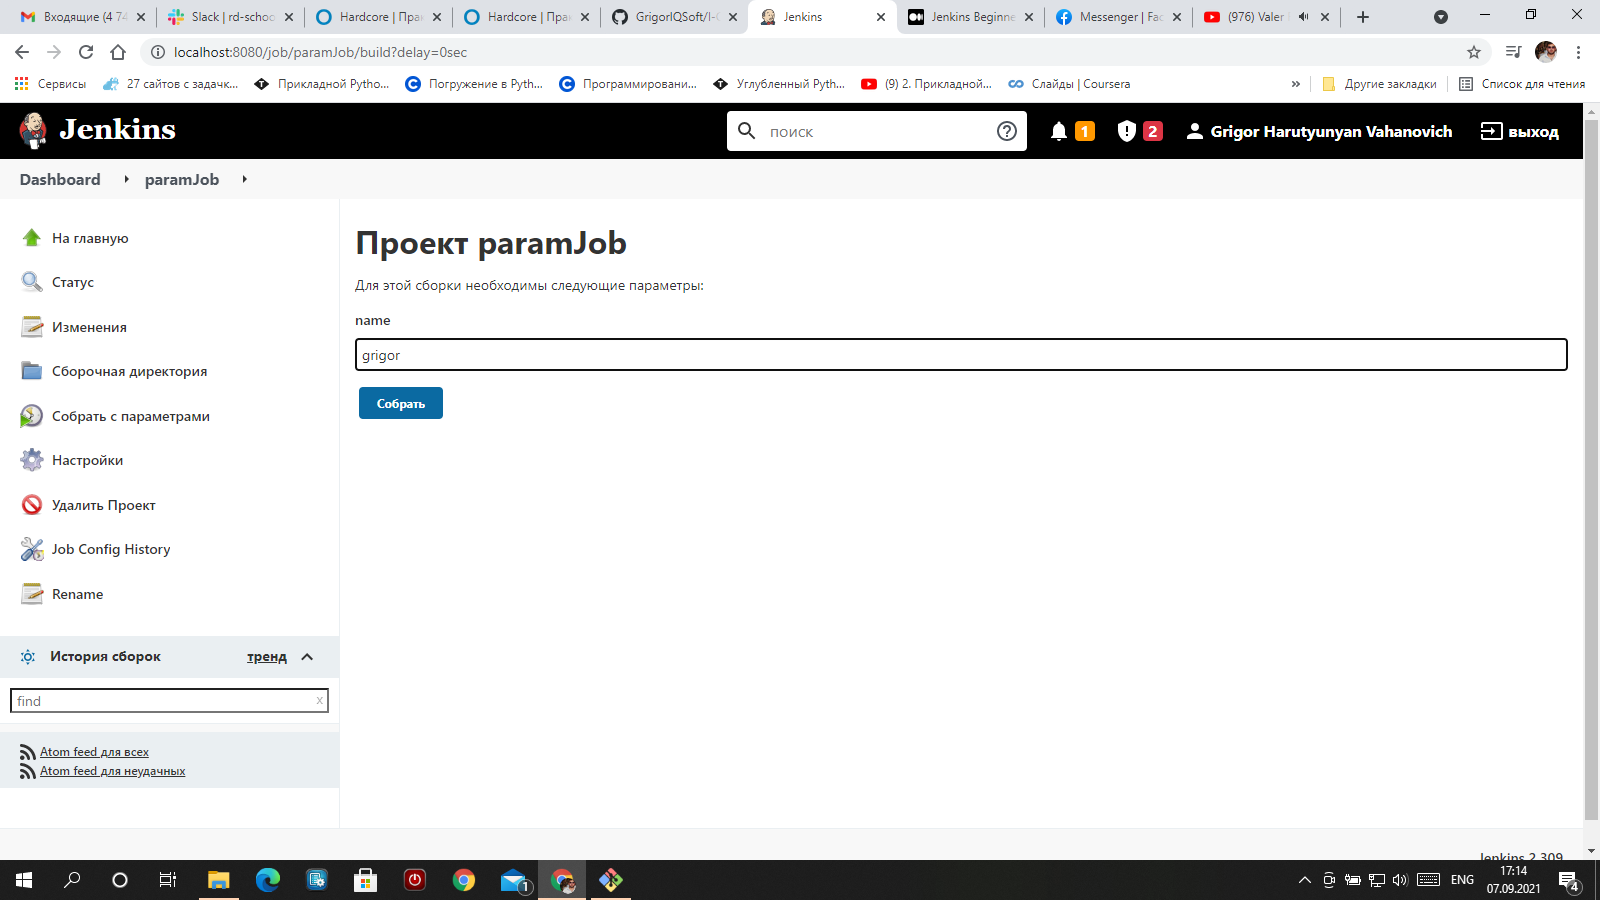 Входящие (4 74
Slack | rd-schoo
Hardcore | Пра
Hardcore | Пра
GrigorIQSoft/I-
Jenkins
Jenkins Beginne
Messenger | Fac
(976) Valer
localhost:8080/job/paramJob/build?delay=0sec
Сервисы
27 сайтов с задачк...
Прикладной Pytho...
Погружение в Pyth...
Программировани...
Углубленный Pyth...
(9) 2. Прикладной...
Слайды | Coursera
»
Другие закладки
Список для чтения
Jenkins
поиск
1
2
Grigor Harutyunyan Vahanovich
выход
Dashboard
paramJob
На главную
Статус
Изменения
Сборочная директория
Собрать с параметрами
Настройки
Удалить Проект
Job Config History
Rename
История сборок
тренд
find
x
Atom feed для всех
Atom feed для неудачных
Проект paramJob
Для этой сборки необходимы следующие параметры:
name
grigor
Собрать
Jenkins 2.309
1
ENG
17:14
07.09.2021
4